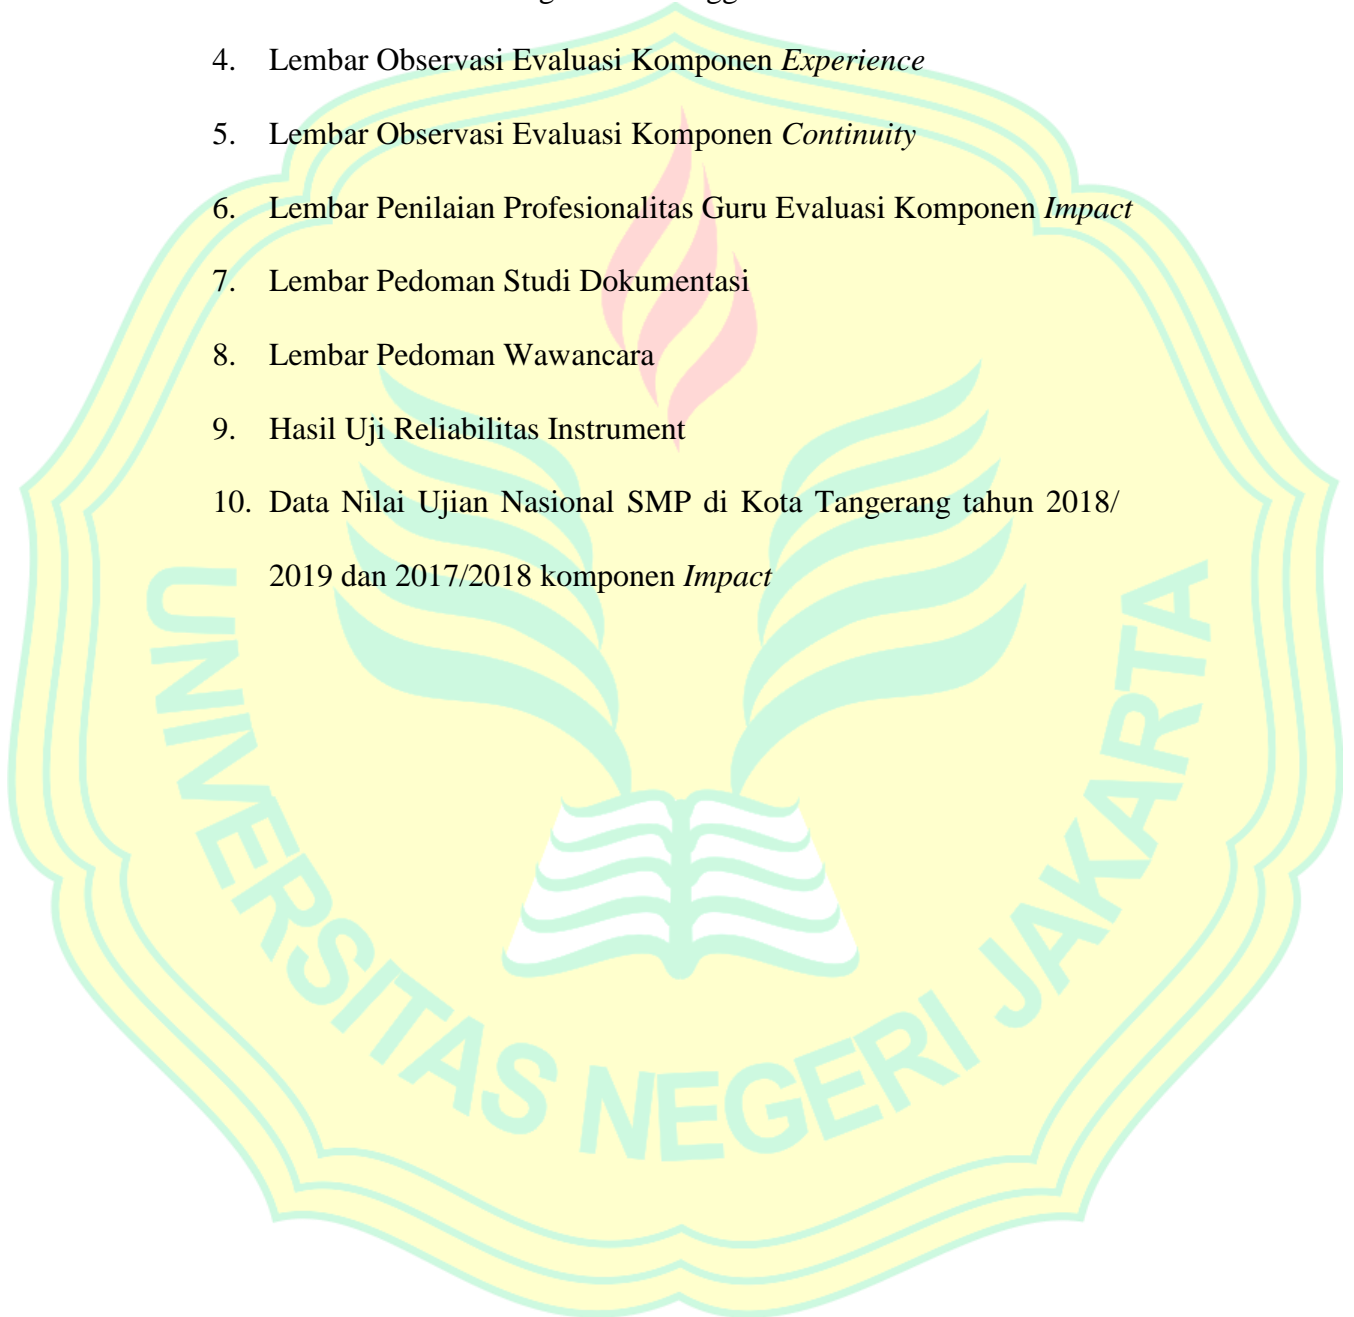 4. Lembar Observasi Evaluasi Komponen Experience
5. Lembar Observasi Evaluasi Komponen Continuity
6. Lembar Penilaian Profesionalitas Guru Evaluasi Komponen Impact
7. Lembar Pedoman Studi Dokumentasi
8. Lembar Pedoman Wawancara
9. Hasil Uji Reliabilitas Instrument
10. Data Nilai Ujian Nasional SMP di Kota Tangerang tahun 2018/
2019 dan 2017/2018 komponen Impact
UNIVERSITAS NEGERI JAKARTA